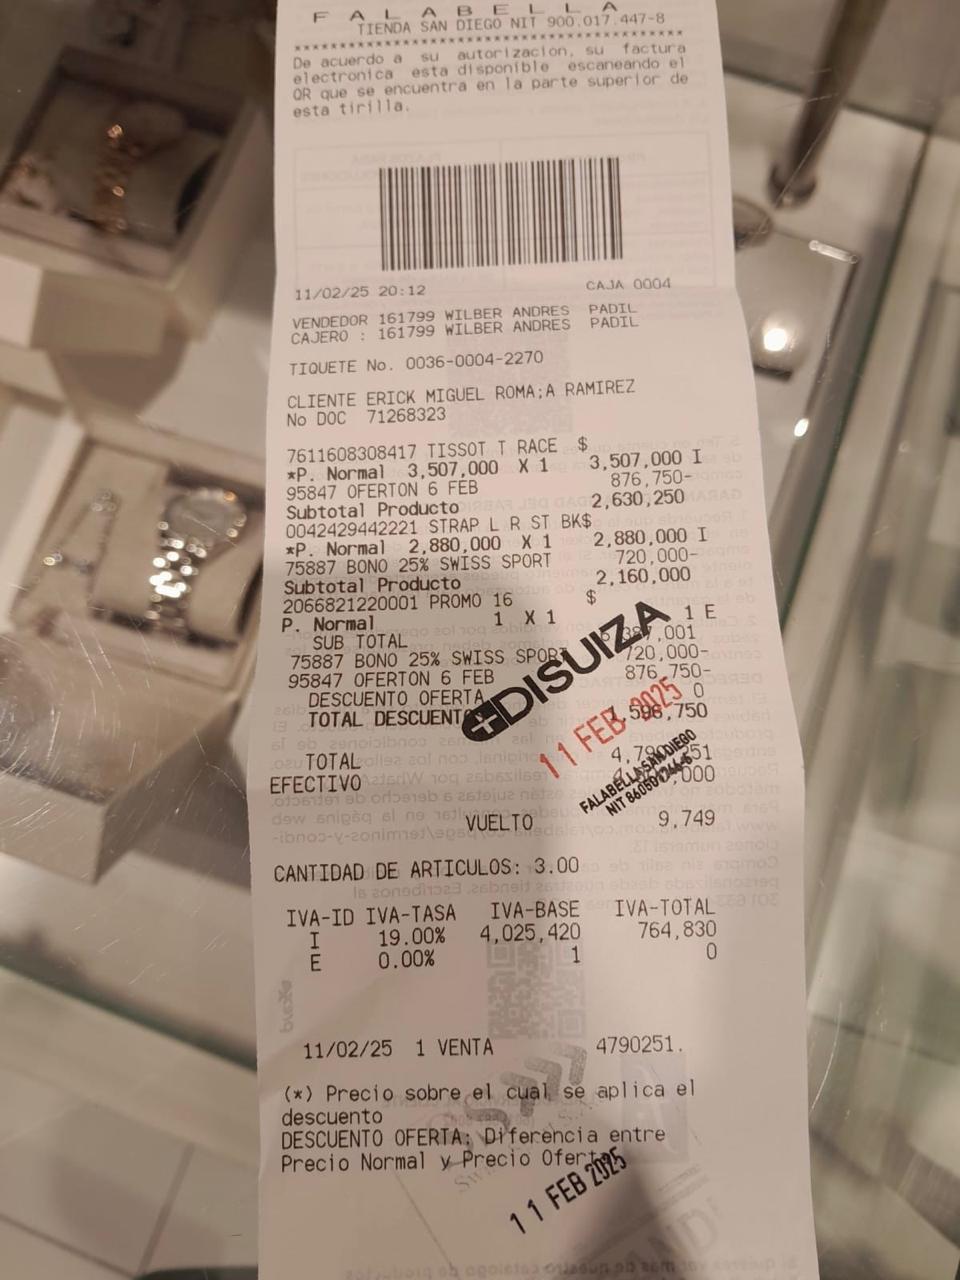 FALABELLA
TIENDA SAN DIEGO NIT 900.017.447-8
****************************************
De acuerdo a su autorizacion, su factura
electronica esta disponible escaneando el
QR que se encuentra en la parte superior de
esta tirilla.
11/02/25 20:12 CAJA 0004
VENDEDOR 161799 WILBER ANDRES PADIL
CAJERO : 161799 WILBER ANDRES PADIL
TIQUETE No. 0036-0004-2270
CLIENTE ERICK MIGUEL ROMA;A RAMIREZ
No DOC 71268323
7611608308417 TISSOT T RACE $
*P. Normal 3,507,000 X 1 3,507,000 I
95847 OFERTON 6 FEB 876,750-
Subtotal Producto 2,630,250
0042429442221 STRAP L R ST BK$
*P. Normal 2,880,000 X 1 2,880,000 I
75887 BONO 25% SWISS SPORT 720,000-
Subtotal Producto 2,160,000
2066821220001 PROMO 16 $
P. Normal 1 X 1 1 E
SUB TOTAL
75887 BONO 25% SWISS SPORT 720,000-
95847 OFERTON 6 FEB 876,750-
DESCUENTO OFERTA 0
TOTAL DESCUENTO 1,596,750
DISUIZA
11 FEB 2025
FALABELLA SAN DIEGO
NIT
TOTAL
EFECTIVO
VUELTO 9,749
CANTIDAD DE ARTICULOS: 3.00
IVA-ID IVA-TASA IVA-BASE IVA-TOTAL
I 19.00% 4,025,420 764,830
E 0.00% 1 0
11/02/25 1 VENTA 4790251.
(*) Precio sobre el cual se aplica el
descuento
DESCUENTO OFERTA: Diferencia entre
Precio Normal y Precio Oferta
11 FEB 2025